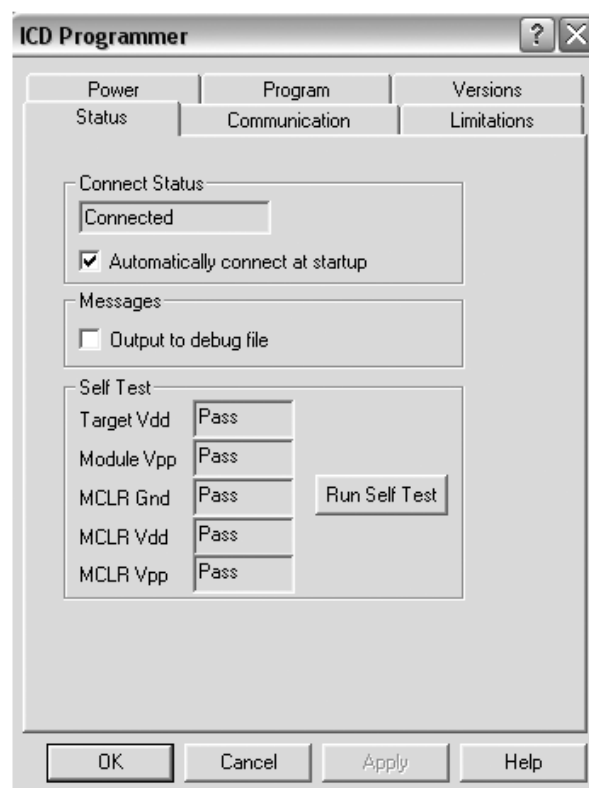 ICD Programmer
Power Program Versions
Status Communication Limitations
Connect Status
Connected
Automatically connect at startup
Messages
Output to debug file
Self Test
Target Vdd Pass
Module Vpp Pass
MCLR Gnd Pass
Run Self Test
MCLR Vdd Pass
MCLR Vpp Pass
OK Cancel Apply Help